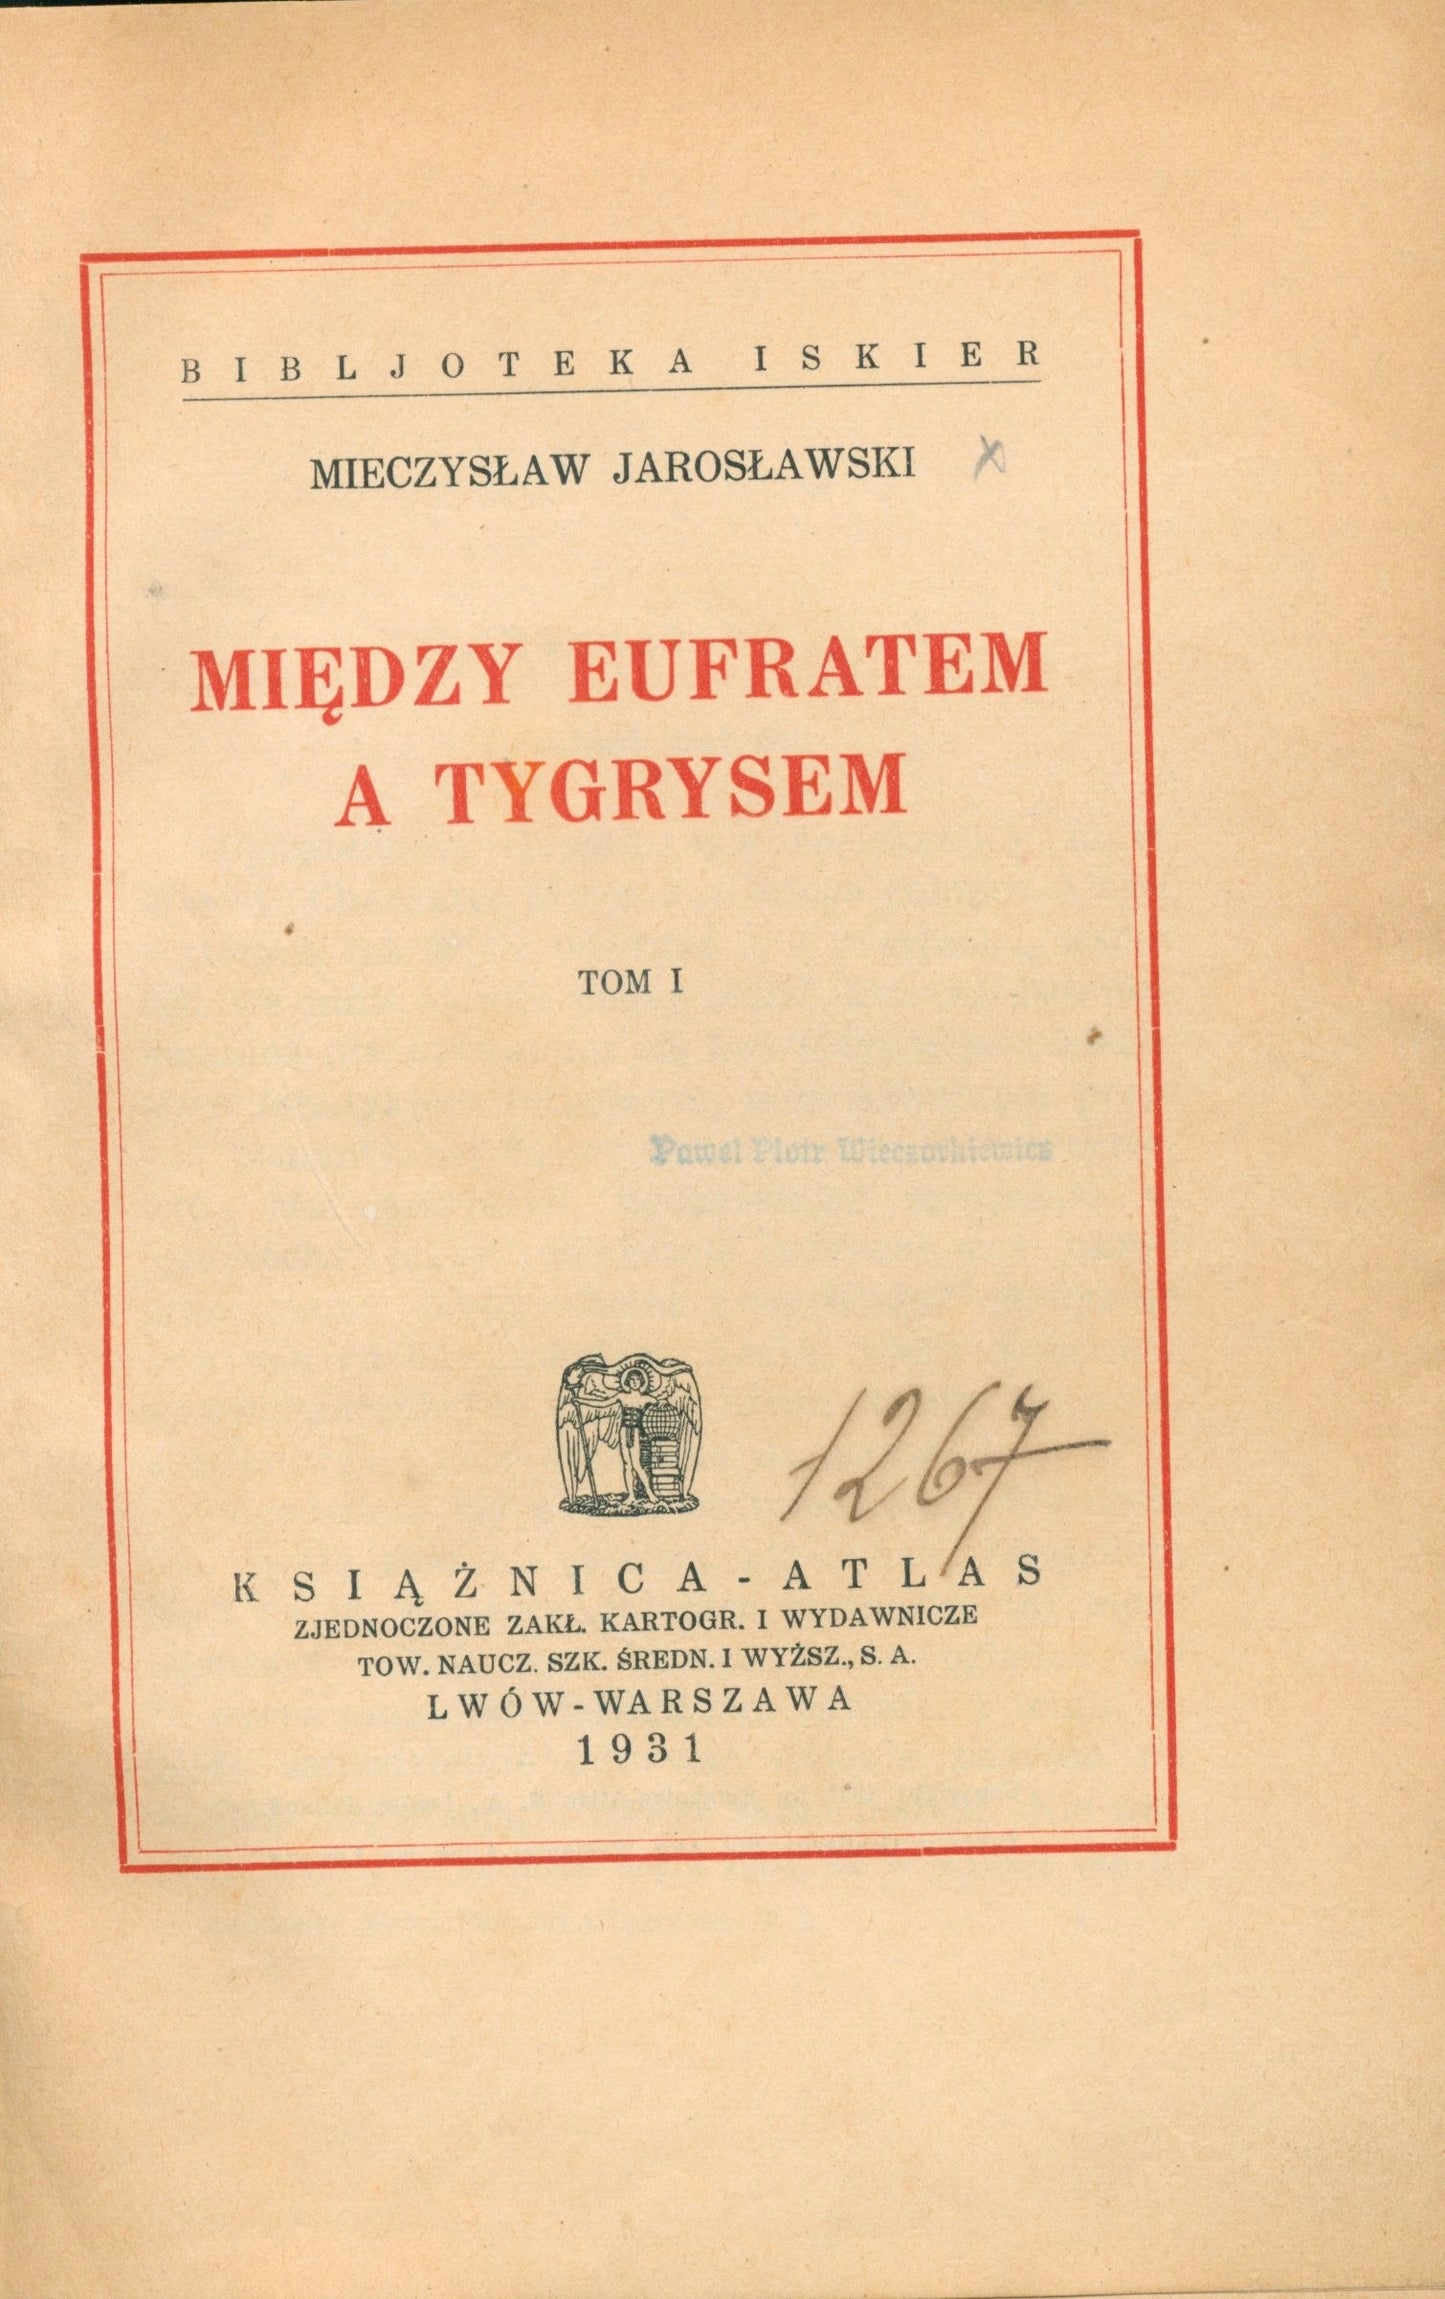 BIBLJOTEKA ISKIER
MIECZYSŁAW JAROSŁAWSKI x
MIĘDZY EUFRATEM
A TYGRYSEM
TOM I
Paweł Piotr Wieczorkiewicz
1267
KSIĄŻNICA-ATLAS
ZJEDNOCZONE ZAKŁ. KARTOGR. I WYDAWNICZE
TOW. NAUCZ. SZK. ŚREDN. I WYŻSZ., S. A.
LWÓW-WARSZAWA
1931